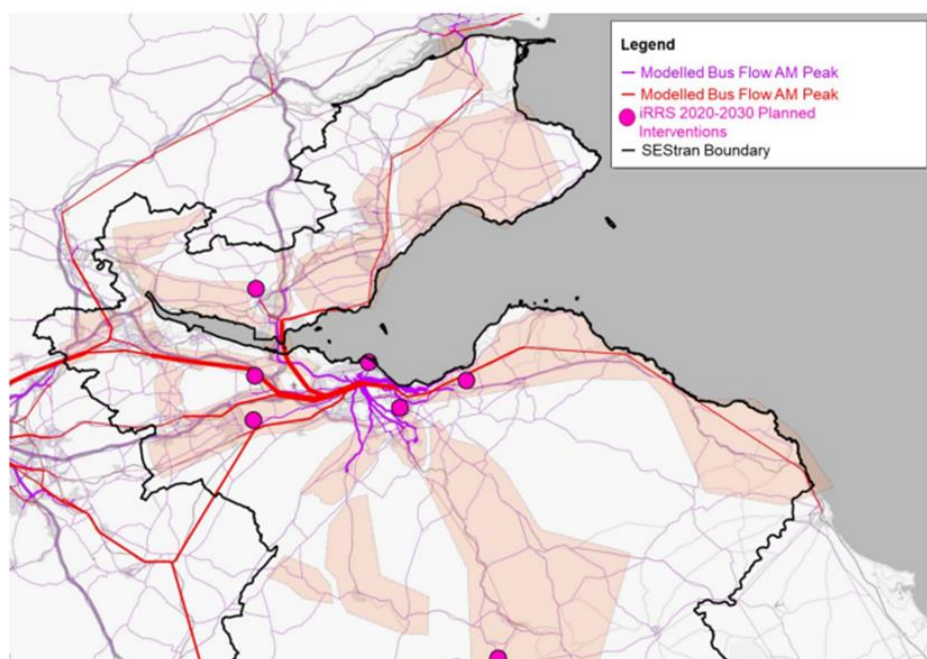 Legend
Modelled Bus Flow AM Peak
Modelled Bus Flow AM Peak
iRRS 2020-2030 Planned
Interventions
SEStran Boundary